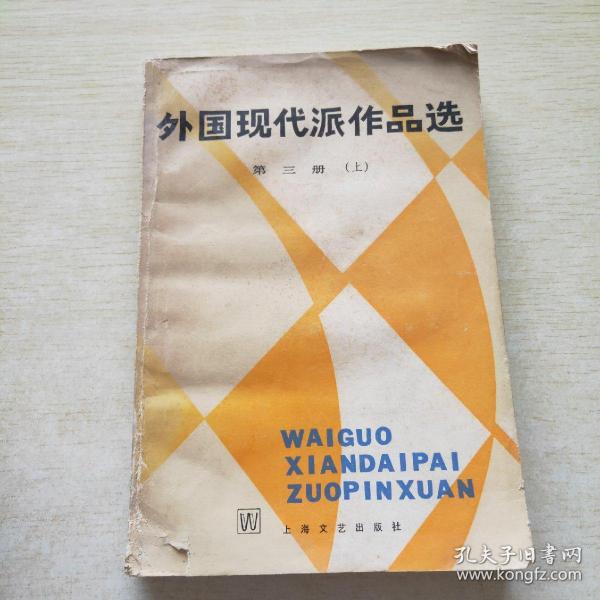 外国现代派作品选
第三册（上）
WAIGUO
XIANDAIPAI
ZUOPINXUAN
W 上海文艺出版社
孔夫子旧书网
www.kongfz.com